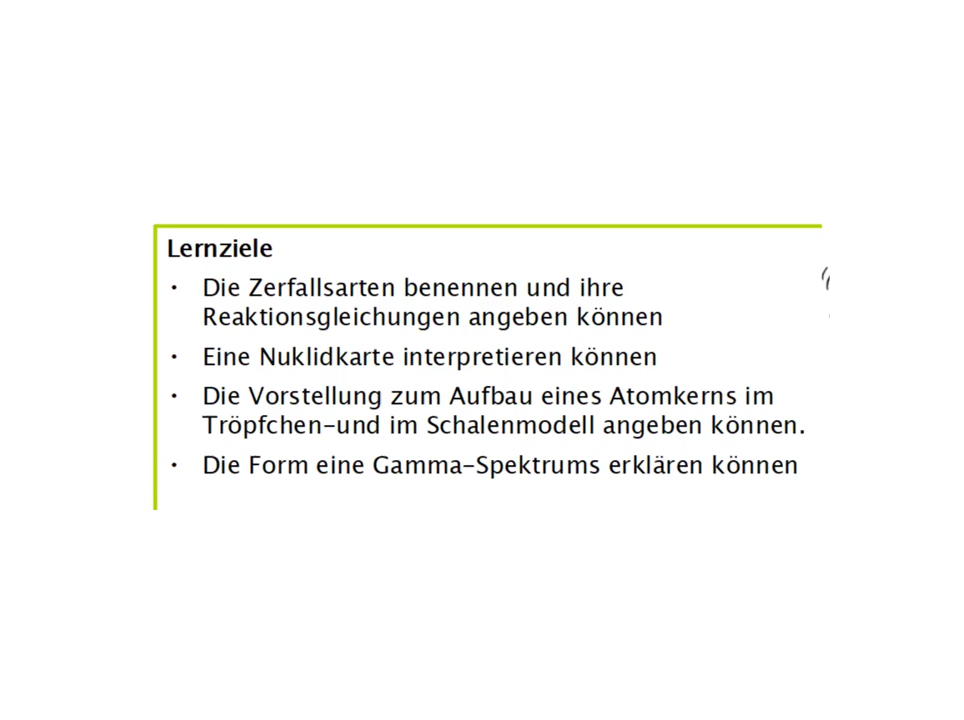 Lernziele
• Die Zerfallsarten benennen und ihre
Reaktionsgleichungen angeben können
• Eine Nuklidkarte interpretieren können
• Die Vorstellung zum Aufbau eines Atomkerns im
Tröpfchen-und im Schalenmodell angeben können.
• Die Form eine Gamma-Spektrums erklären können